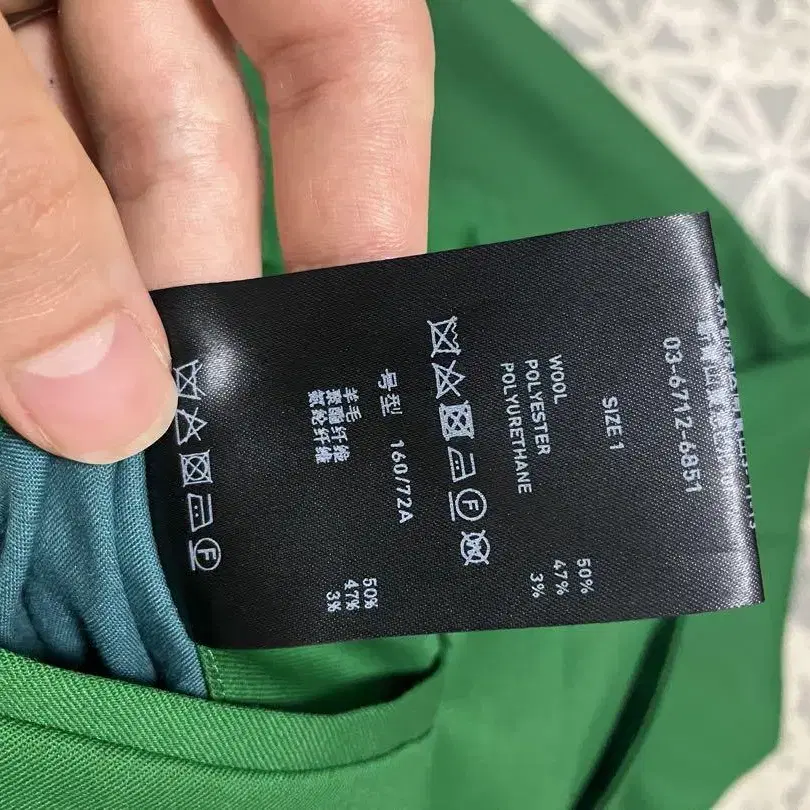 03-6712-6851
SIZE 1
WOOL 50%
POLYESTER 47%
POLYURETHANE 3%
号型 160/72A
羊毛 50%
聚酯纤维 47%
氨纶纤维 3%